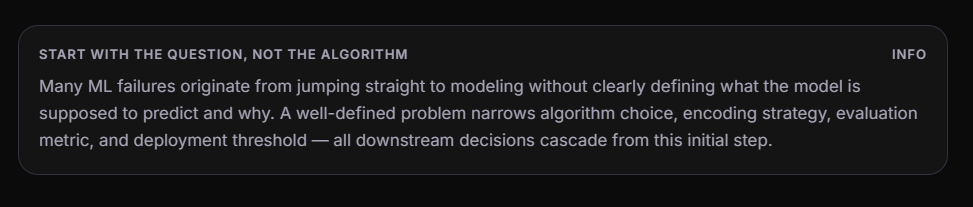 START WITH THE QUESTION, NOT THE ALGORITHM
INFO
Many ML failures originate from jumping straight to modeling without clearly defining what the model is
supposed to predict and why. A well-defined problem narrows algorithm choice, encoding strategy, evaluation
metric, and deployment threshold — all downstream decisions cascade from this initial step.